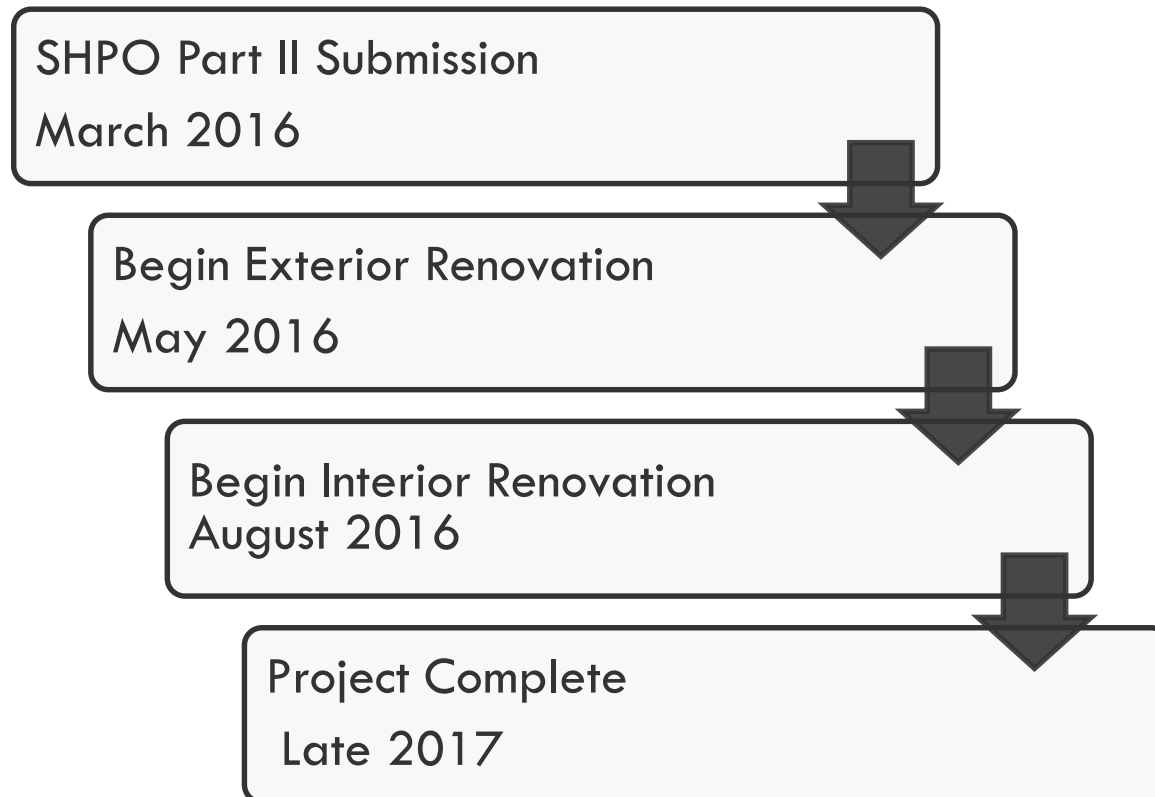 SHPO Part II Submission
March 2016
Begin Exterior Renovation
May 2016
Begin Interior Renovation
August 2016
Project Complete
Late 2017